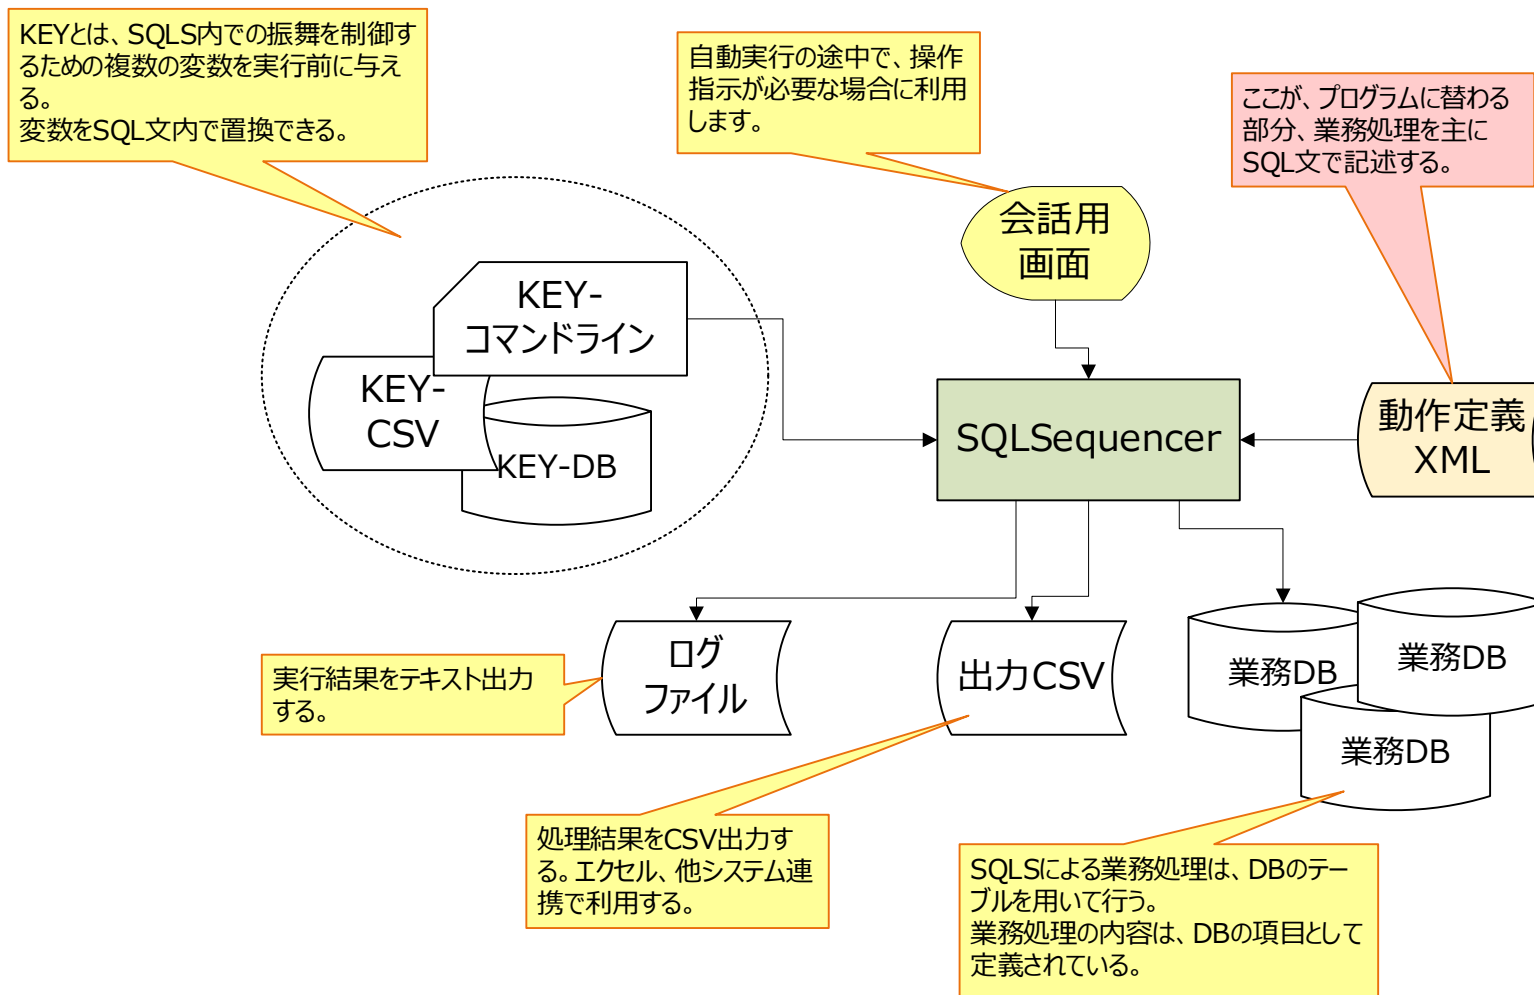 KEYとは、SQLS内での振舞を制御す
るための複数の変数を実行前に与え
る。
変数をSQL文内で置換できる。
自動実行の途中で、操作
指示が必要な場合に利用
します。
ここが、プログラムに替わる
部分、業務処理を主に
SQL文で記述する。
会話用
画面
KEY-
コマンドライン
KEY-
CSV
KEY-DB
SQLSequencer
動作定義
XML
ログ
ファイル
出力CSV
業務DB
業務DB
業務DB
実行結果をテキスト出力
する。
処理結果をCSV出力す
る。エクセル、他システム連
携で利用する。
SQLSによる業務処理は、DBのテー
ブルを用いて行う。
業務処理の内容は、DBの項目として
定義されている。